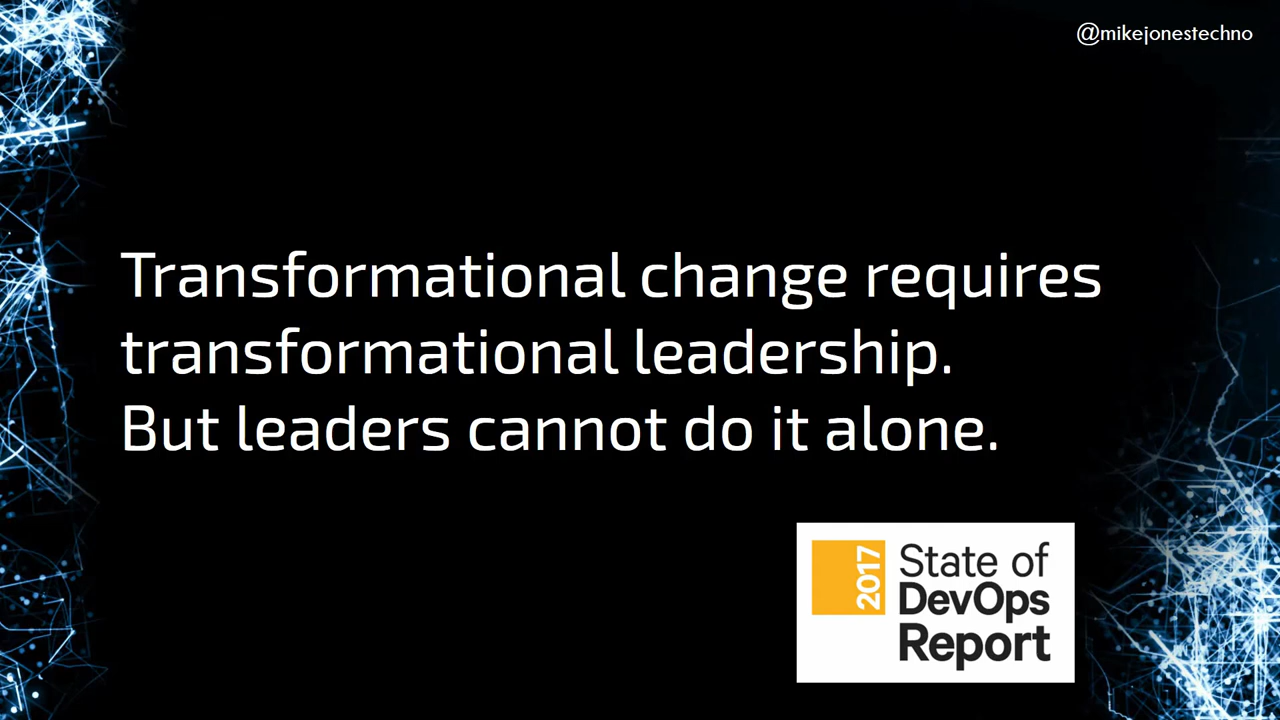 @mikejonestechno
Transformational change requires
transformational leadership.
But leaders cannot do it alone.
2017
State of
DevOps
Report